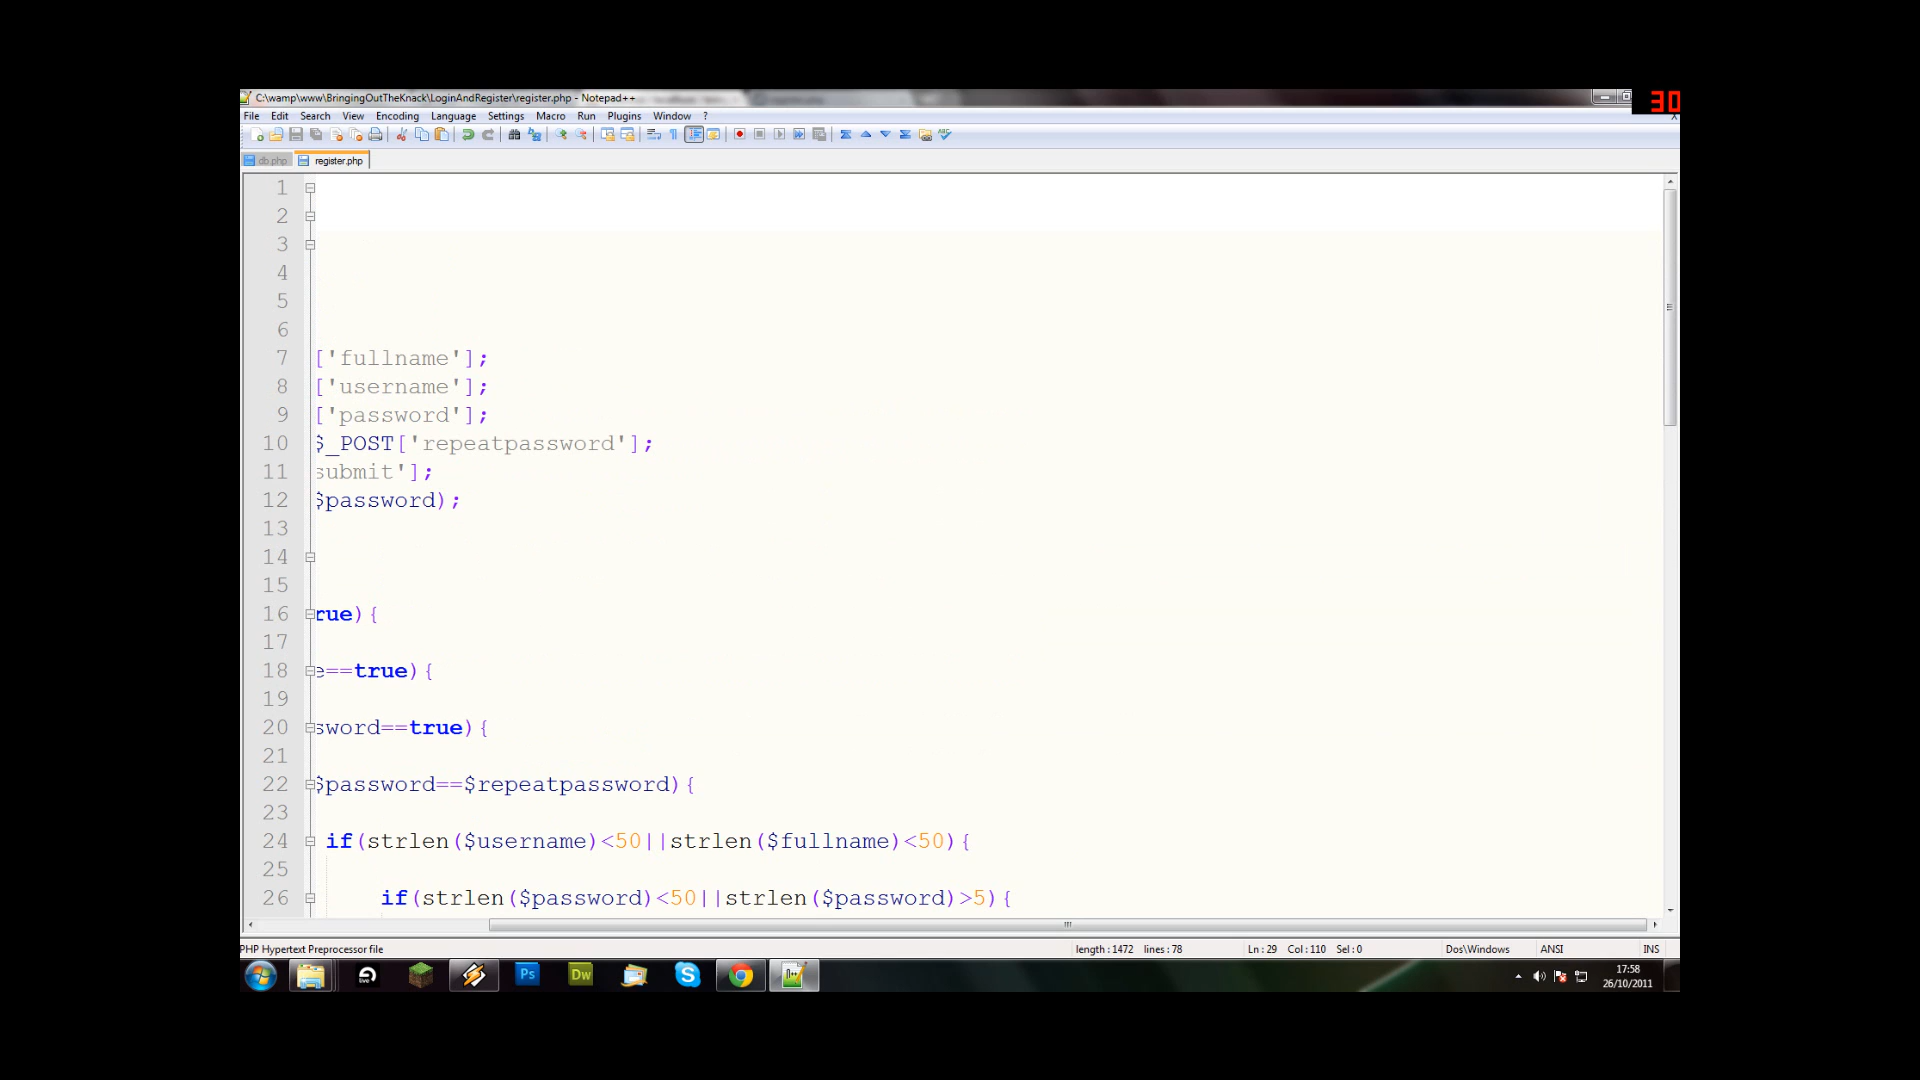 C:\wamp\www\BringingOutTheKnack\LoginAndRegister\register.php - Notepad++
30
File Edit Search View Encoding Language Settings Macro Run Plugins Window ?
X
db.php register.php
1
2
3
4
5
6
7 ['fullname'];
8 ['username'];
9 ['password'];
10 $_POST['repeatpassword'];
11 submit'];
12 $password);
13
14
15
16 rue){
17
18 e==true){
19
20 sword==true){
21
22 $password==$repeatpassword){
23
24 if(strlen($username)<50||strlen($fullname)<50){
25
26 if(strlen($password)<50||strlen($password)>5){
PHP Hypertext Preprocessor file length : 1472 lines : 78 Ln : 29 Col : 110 Sel : 0 Dos\Windows ANSI INS
Ps Dw
17:58
26/10/2011